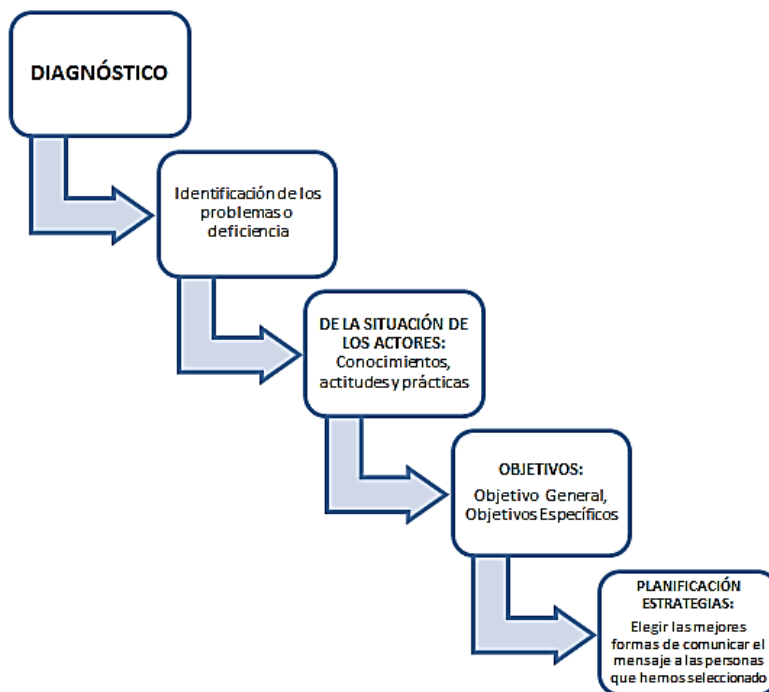 DIAGNÓSTICO
Identificación de los
problemas o
deficiencia
DE LA SITUACIÓN DE
LOS ACTORES:
Conocimientos,
actitudes y prácticas
OBJETIVOS:
Objetivo General,
Objetivos Específicos
PLANIFICACIÓN
ESTRATEGIAS:
Elegir las mejores
formas de comunicar el
mensaje a las personas
que hemos seleccionado